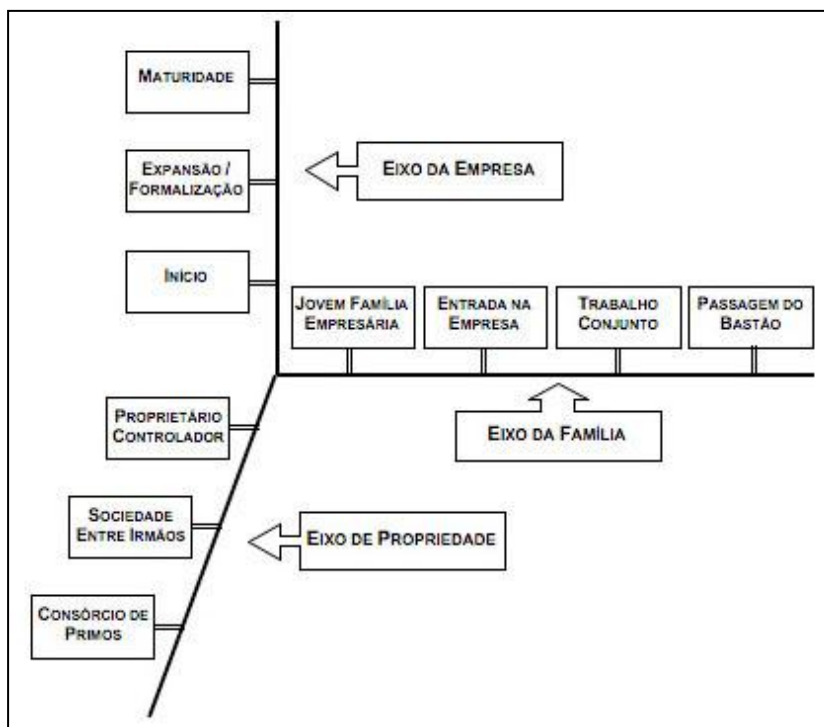 MATURIDADE
EXPANSÃO /
FORMALIZAÇÃO
EIXO DA EMPRESA
INÍCIO
JOVEM FAMÍLIA
EMPRESÁRIA
ENTRADA NA
EMPRESA
TRABALHO
CONJUNTO
PASSAGEM DO
BASTÃO
PROPRIETÁRIO
CONTROLADOR
EIXO DA FAMÍLIA
SOCIEDADE
ENTRE IRMÃOS
EIXO DE PROPRIEDADE
CONSÓRCIO DE
PRIMOS